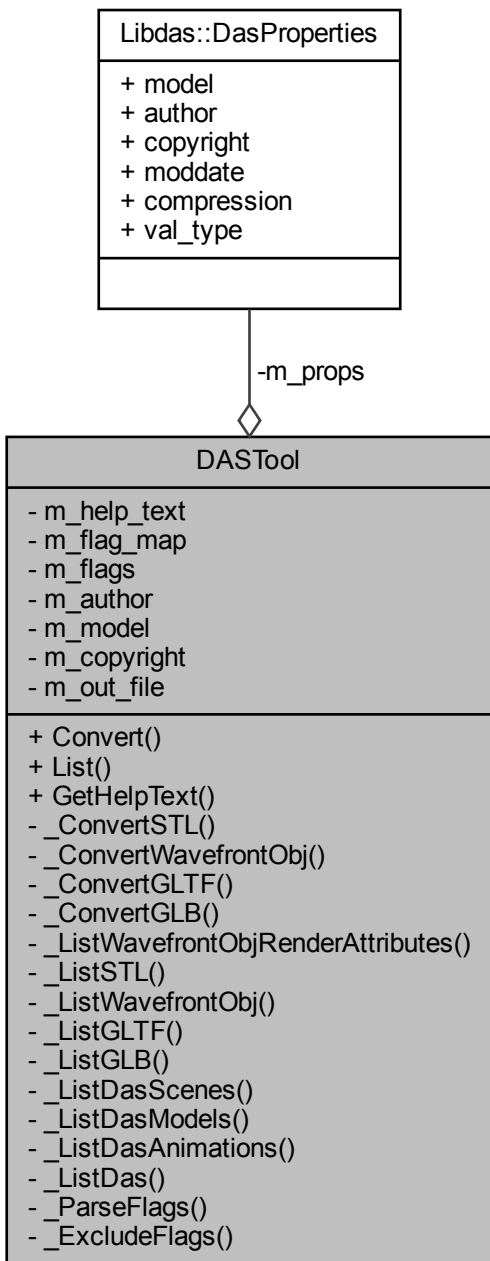 Libdas::DasProperties
+ model
+ author
+ copyright
+ moddate
+ compression
+ val_type
-m_props
DASTool
- m_help_text
- m_flag_map
- m_flags
- m_author
- m_model
- m_copyright
- m_out_file
+ Convert()
+ List()
+ GetHelpText()
- _ConvertSTL()
- _ConvertWavefrontObj()
- _ConvertGLTF()
- _ConvertGLB()
- _ListWavefrontObjRenderAttributes()
- _ListSTL()
- _ListWavefrontObj()
- _ListGLTF()
- _ListGLB()
- _ListDasScenes()
- _ListDasModels()
- _ListDasAnimations()
- _ListDas()
- _ParseFlags()
- _ExcludeFlags()